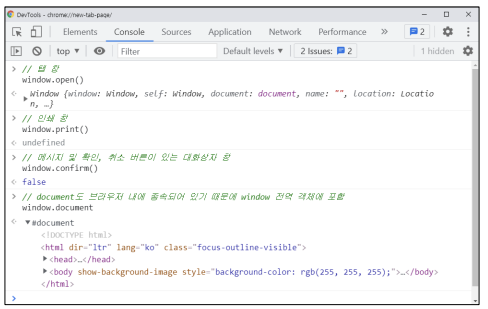 DevTools - chrome://new-tab-page/
Elements Console Sources Application Network Performance Memory » 2
top ▼ Filter Default levels ▼ 2 Issues: 2 1 hidden
> // 탭 창
window.open()
< ▶ Window {window: Window, self: Window, document: document, name: "", location: Locatio
n, …}
> // 인쇄 창
window.print()
< undefined
> // 메시지 및 확인, 취소 버튼이 있는 대화상자 창
window.confirm()
< false
> // document도 브라우저 내에 종속되어 있기 때문에 window 전역 객체에 포함
window.document
< ▼#document
<!DOCTYPE html>
<html dir="ltr" lang="ko" class="focus-outline-visible">
▶<head>…</head>
▶<body show-background-image style="background-color: rgb(255, 255, 255);">…</body>
</html>
>